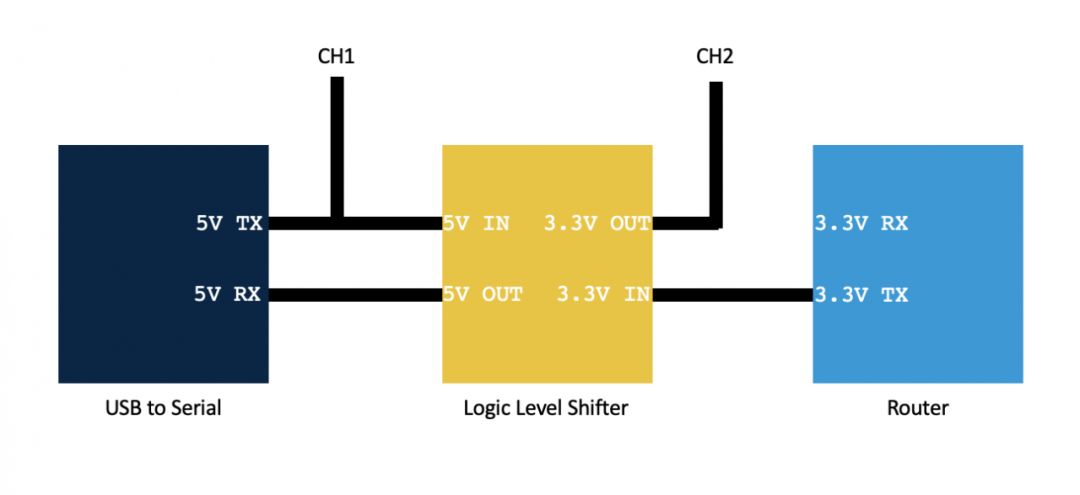 CH1 CH2
5V TX 5V IN 3.3V OUT 3.3V RX
5V RX 5V OUT 3.3V IN 3.3V TX
USB to Serial Logic Level Shifter Router